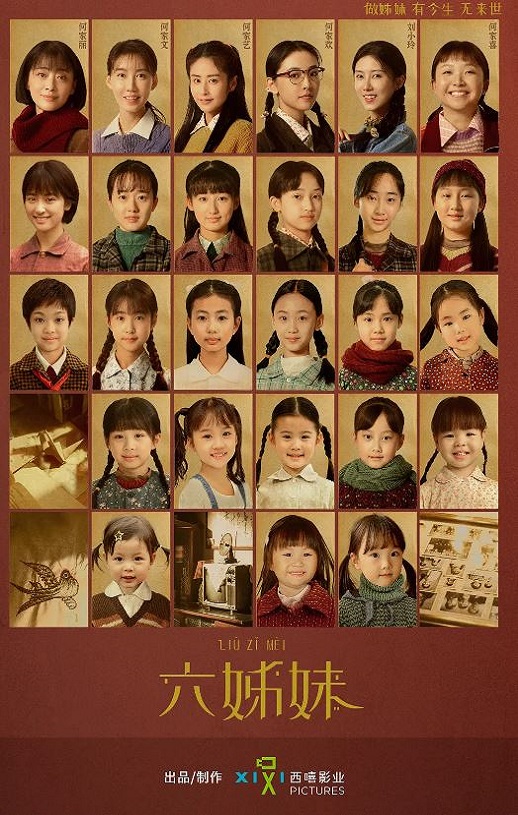 做姊妹 有今生 无来世
何家丽
何家文
何家艺
何家欢
刘小玲
何家喜
LIÙ ZǏ MÈI
六姊妹
出品/制作 XIXI 西嘻影业
PICTURES